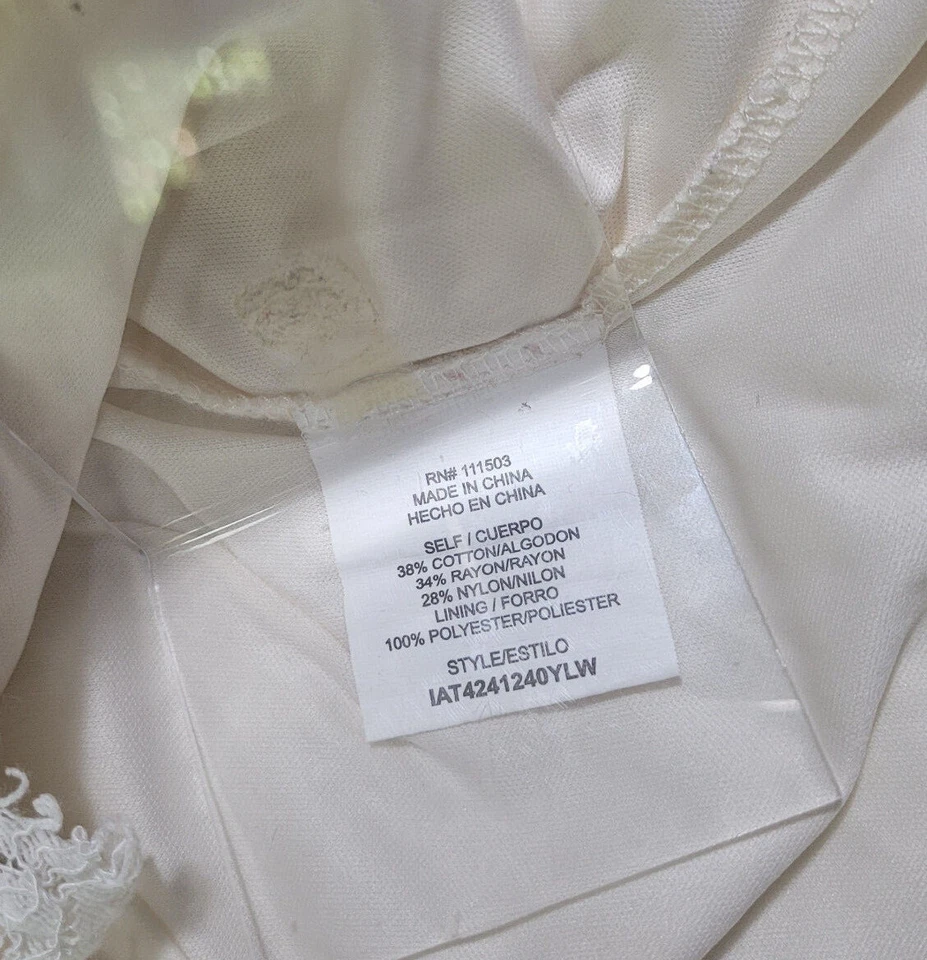 RN# 111503
MADE IN CHINA
HECHO EN CHINA
SELF / CUERPO
38% COTTON/ALGODON
34% RAYON/RAYON
28% NYLON/NILON
LINING / FORRO
100% POLYESTER/POLIESTER
STYLE/ESTILO
IAT4241240YLW